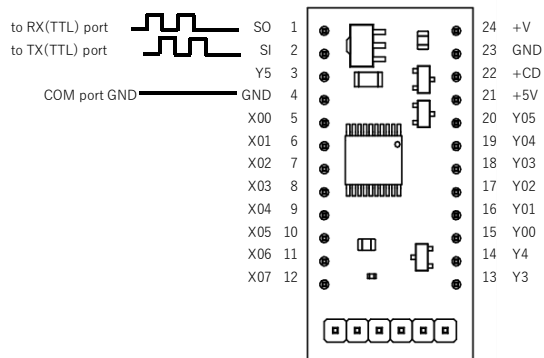 to RX(TTL) port SO 1 24 +V
to TX(TTL) port SI 2 23 GND
Y5 3 22 +CD
COM port GND GND 4 21 +5V
X00 5 20 Y05
X01 6 19 Y04
X02 7 18 Y03
X03 8 17 Y02
X04 9 16 Y01
X05 10 15 Y00
X06 11 14 Y4
X07 12 13 Y3